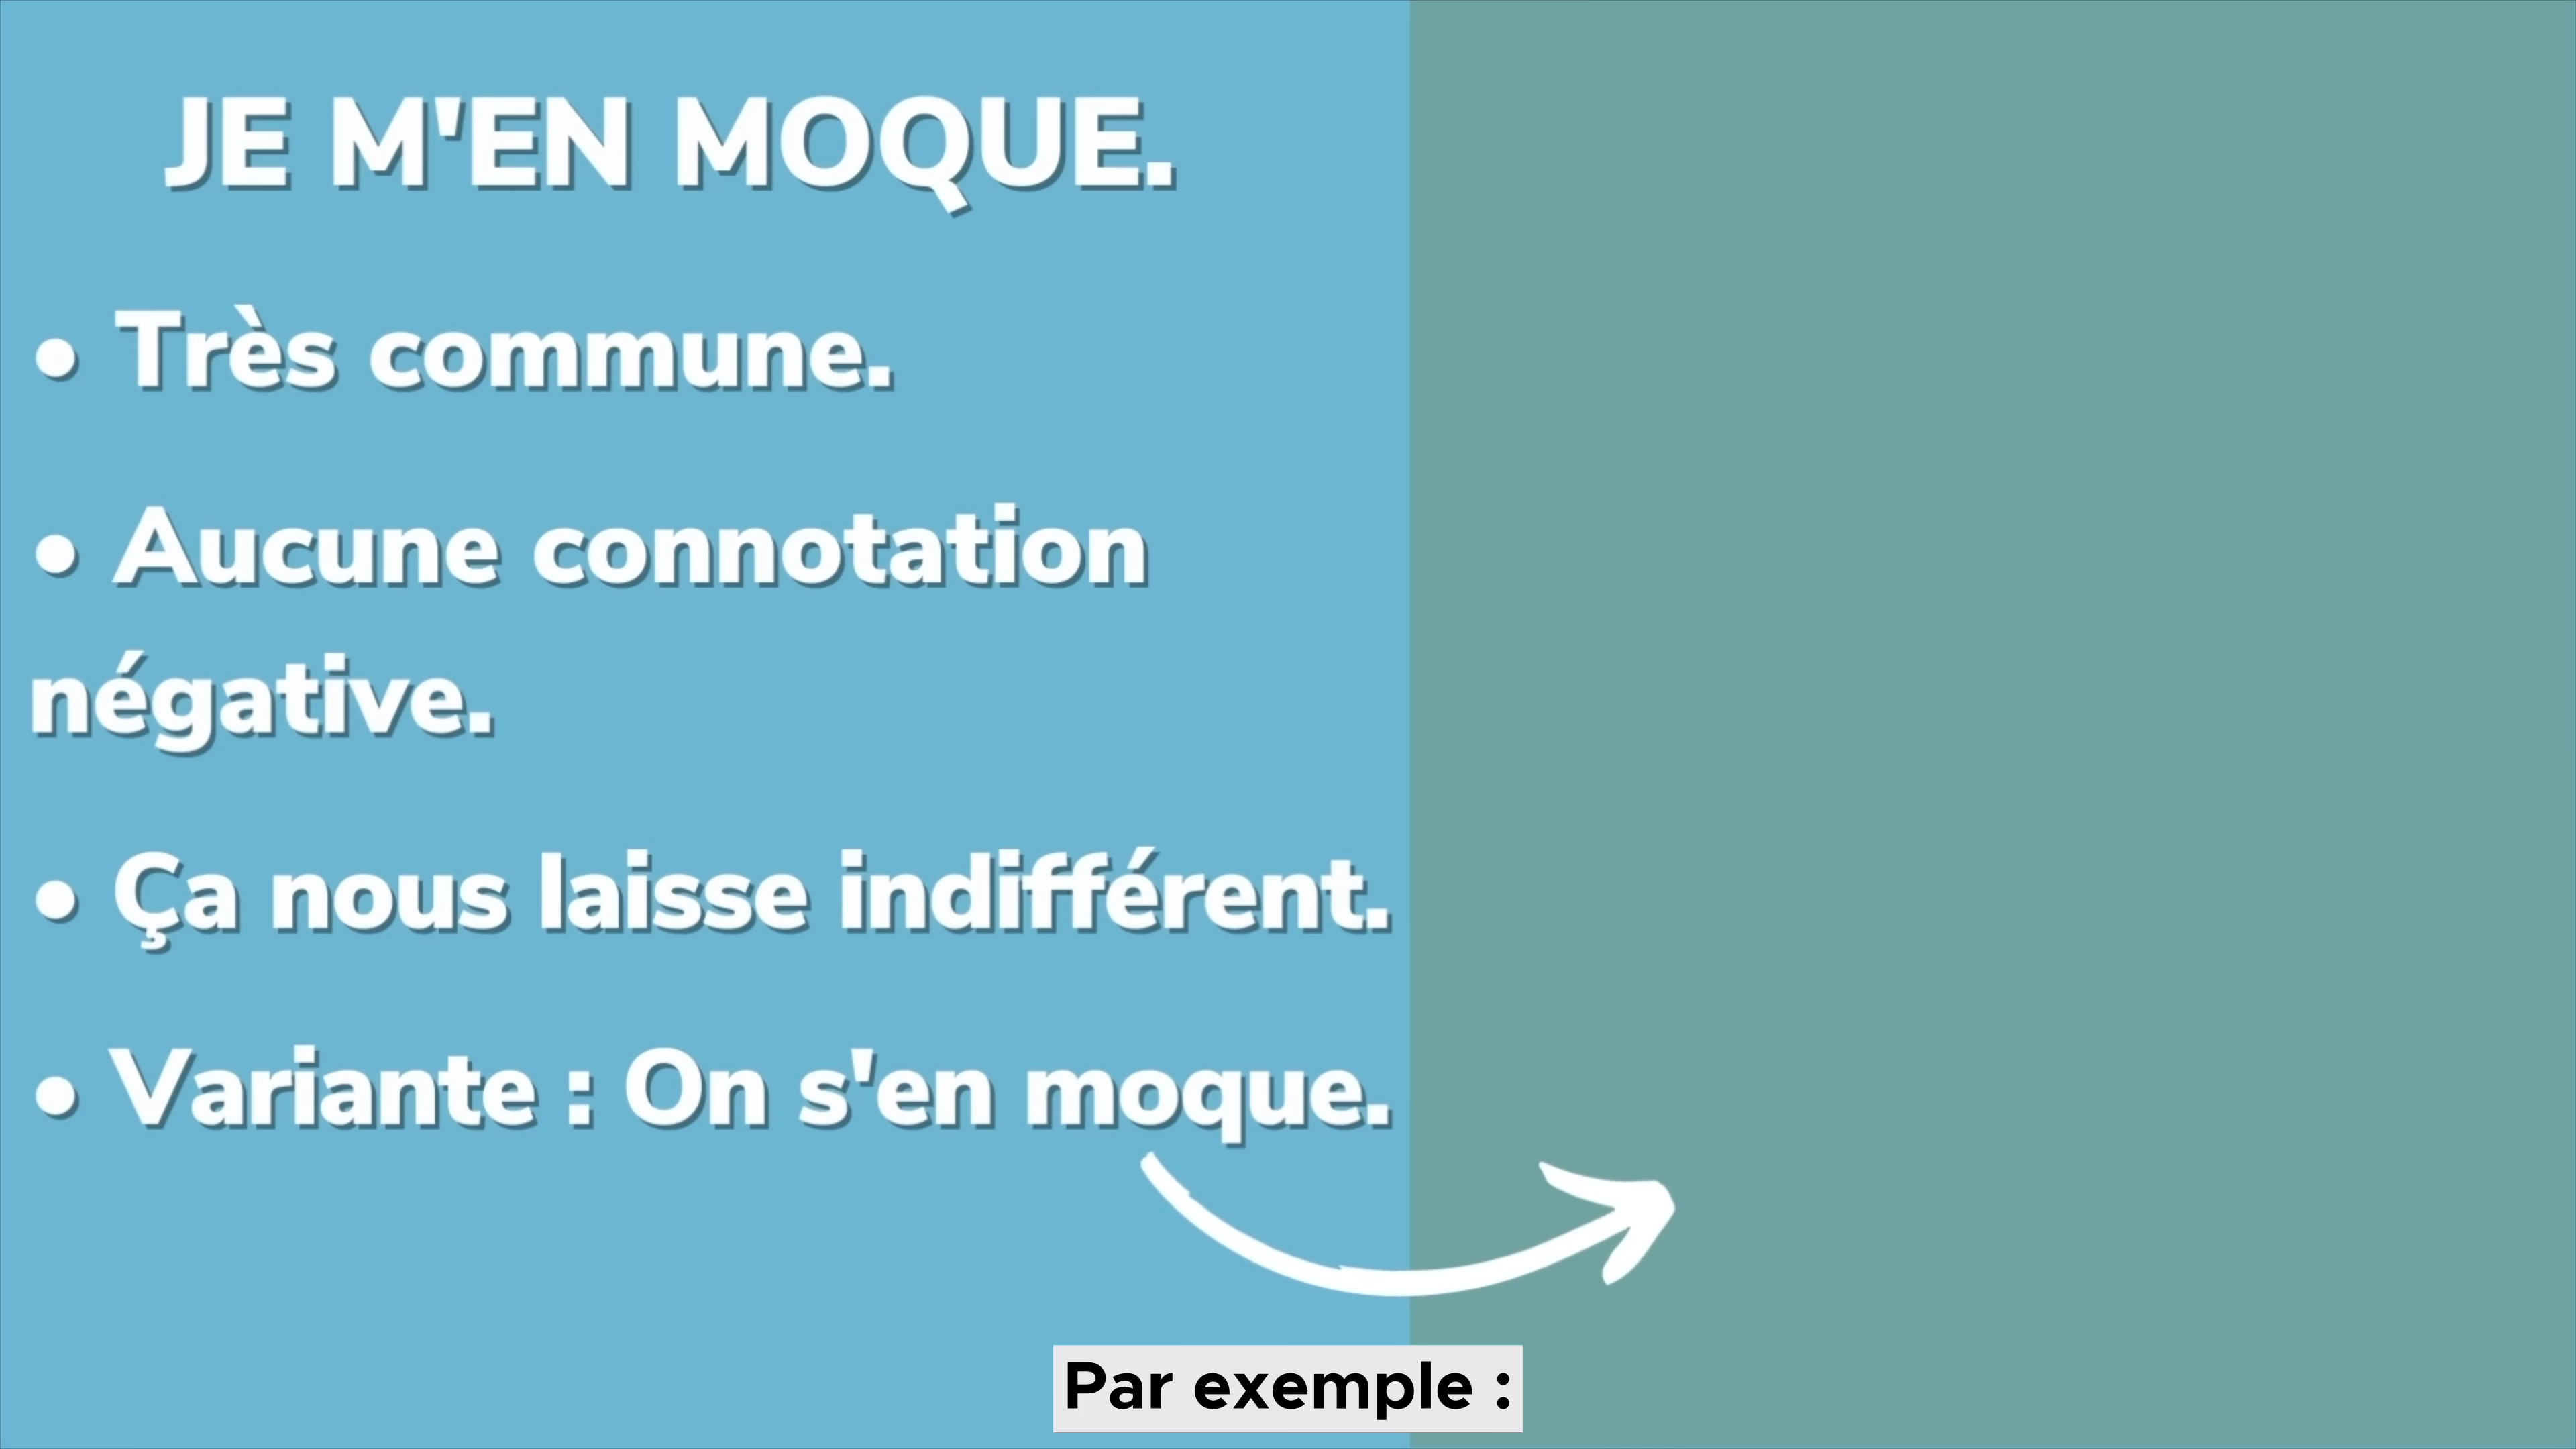 JE M'EN MOQUE.
• Très commune.
• Aucune connotation
négative.
• Ça nous laisse indifférent.
• Variante : On s'en moque.
Par exemple :